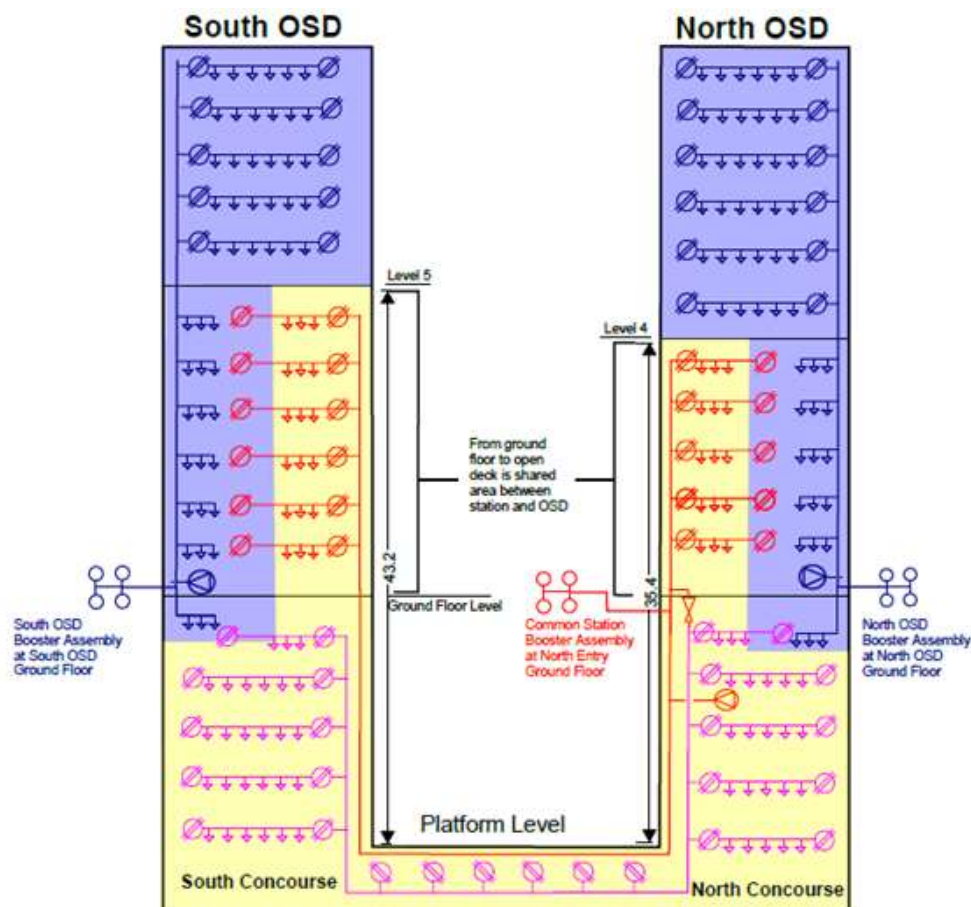 South OSD
North OSD
Level 5
Level 4
From ground
floor to open
deck is shared
area between
station and OSD
43.2
35.4
Ground Floor Level
South OSD
Booster Assembly
at South OSD
Ground Floor
Common Station
Booster Assembly
at North Entry
Ground Floor
North OSD
Booster Assembly
at North OSD
Ground Floor
Platform Level
South Concourse
North Concourse